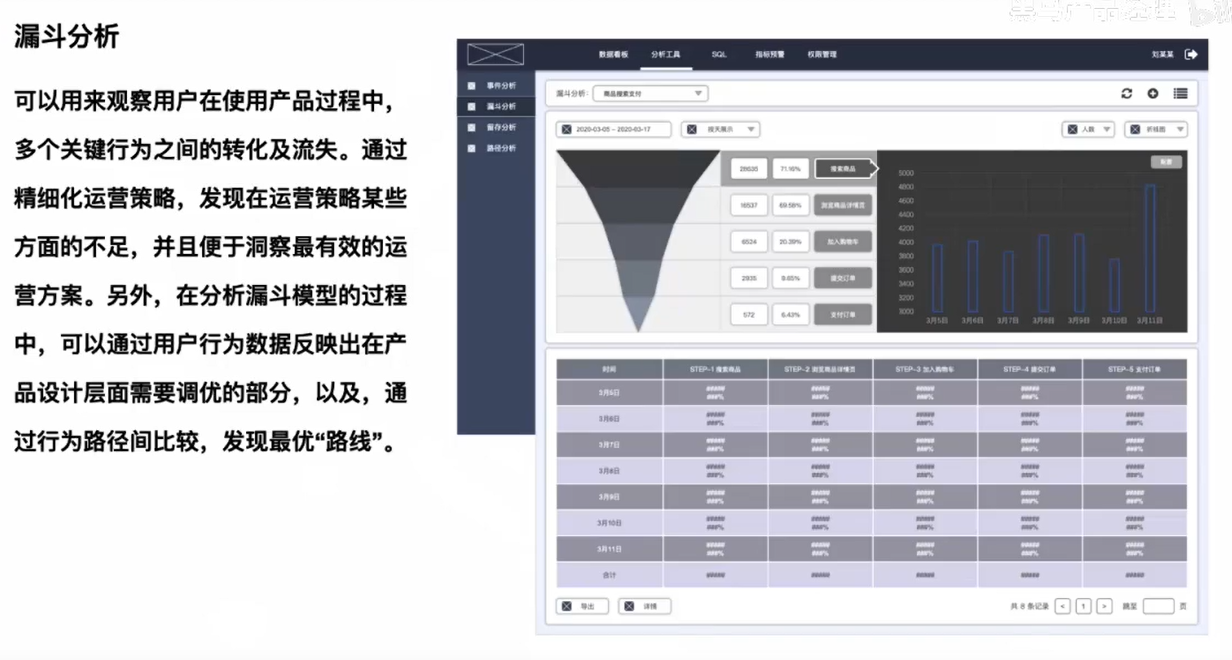 漏斗分析
可以用来观察用户在使用产品过程中，
多个关键行为之间的转化及流失。通过
精细化运营策略，发现在运营策略某些
方面的不足，并且便于洞察最有效的运
营方案。另外，在分析漏斗模型的过程
中，可以通过用户行为数据反映出在产
品设计层面需要调优的部分，以及，通
过行为路径间比较，发现最优“路线”。
数据看板 分析工具 SQL 指标预警 权限管理 刘某某
事件分析
漏斗分析
留存分析
路径分析
漏斗分析： 商品搜索支付
2020-03-05 – 2020-03-17 按天展示 人数 折线图
28635 71.16% 搜索商品
16537 69.58% 浏览商品详情页
6524 20.39% 加入购物车
2935 9.65% 提交订单
572 6.43% 支付订单
5000
4800
4600
4400
4200
4000
3800
3600
3400
3200
3000
3月5日 3月6日 3月7日 3月8日 3月9日 3月10日 3月11日
时间 STEP-1 搜索商品 STEP-2 浏览商品详情页 STEP-3 加入购物车 STEP-4 提交订单 STEP-5 支付订单
3月5日 ##### ##### ##### ##### #####
###% ###% ###% ###% ###%
3月6日 ##### ##### ##### ##### #####
###% ###% ###% ###% ###%
3月7日 ##### ##### ##### ##### #####
###% ###% ###% ###% ###%
3月8日 ##### ##### ##### ##### #####
###% ###% ###% ###% ###%
3月9日 ##### ##### ##### ##### #####
###% ###% ###% ###% ###%
3月10日 ##### ##### ##### ##### #####
###% ###% ###% ###% ###%
3月11日 ##### ##### ##### ##### #####
###% ###% ###% ###% ###%
合计 ##### ##### ##### ##### #####
导出 详情 共 8 条记录 < 1 > 跳至 页